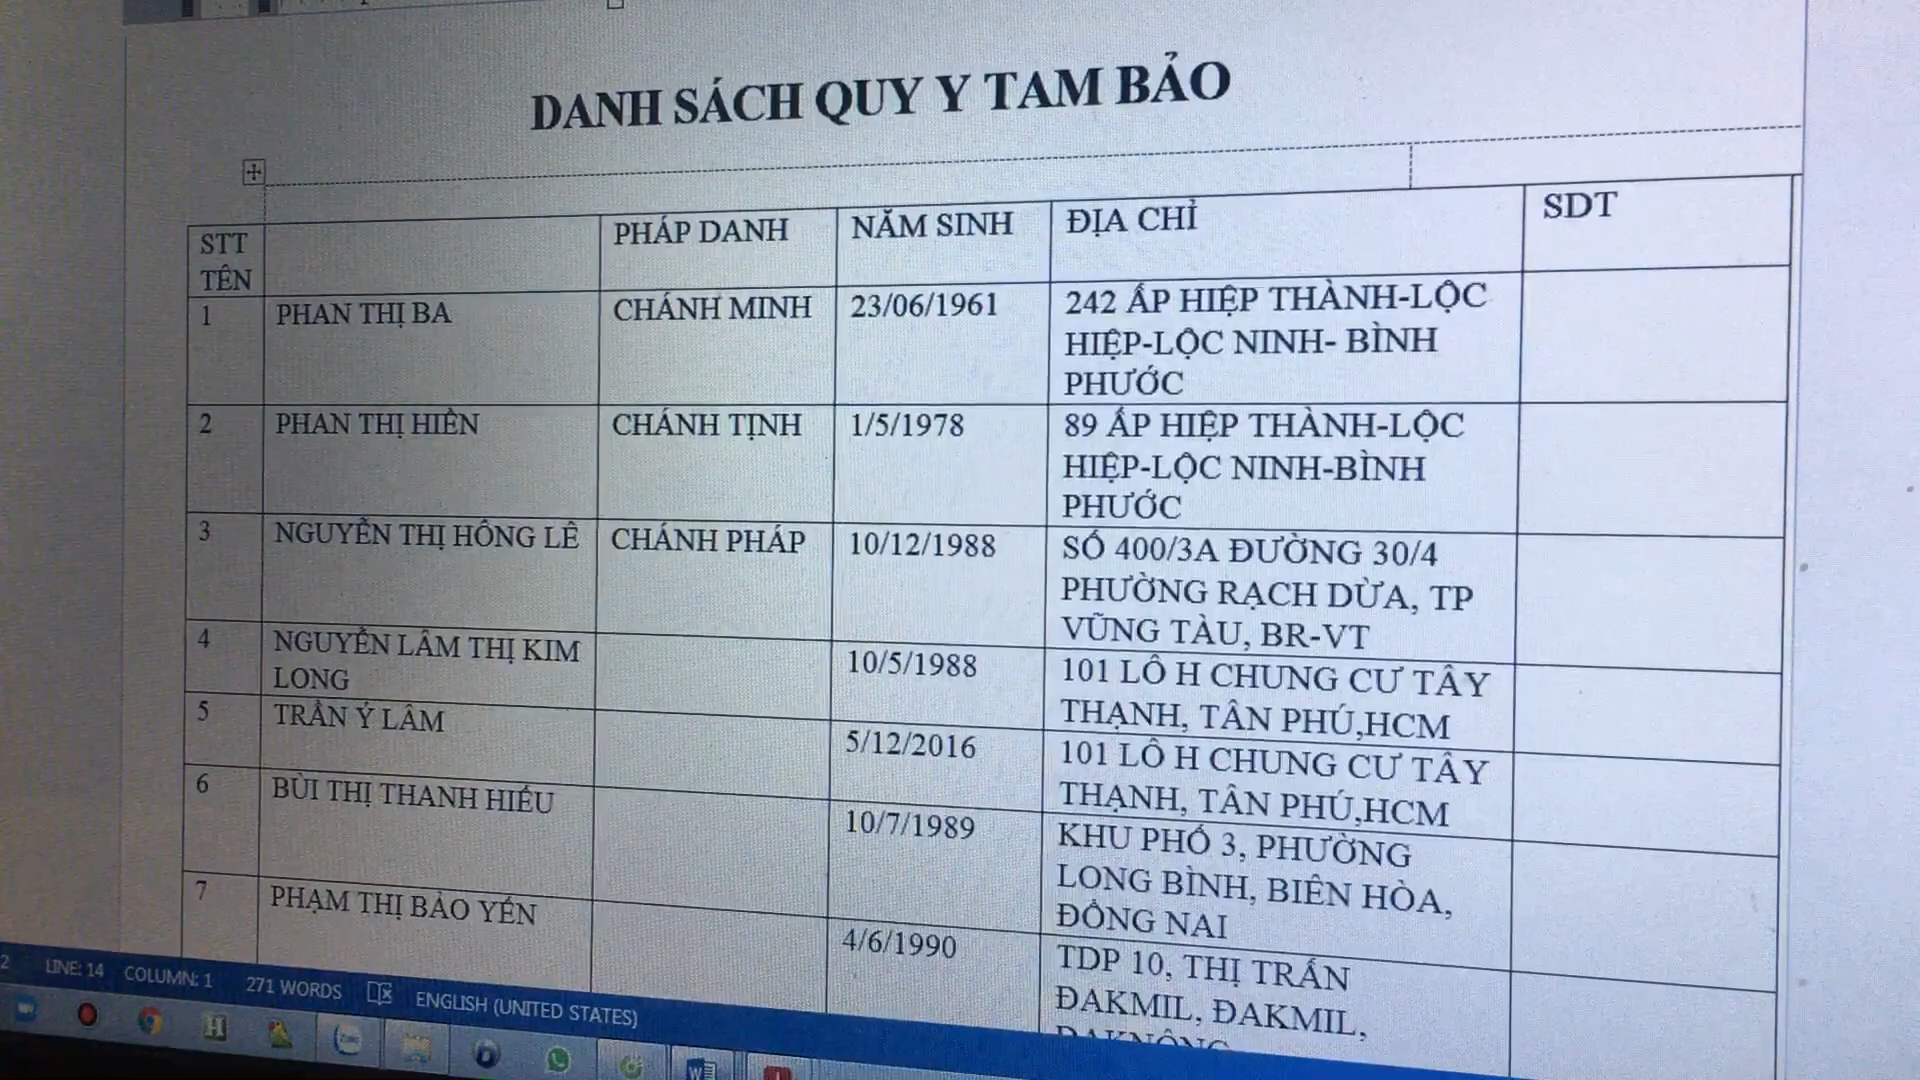 DANH SÁCH QUY Y TAM BẢO
STT
TÊN
PHÁP DANH
NĂM SINH
ĐỊA CHỈ
SDT
1
PHAN THỊ BA
CHÁNH MINH
23/06/1961
242 ẤP HIỆP THÀNH-LỘC
HIỆP-LỘC NINH- BÌNH
PHƯỚC
2
PHAN THỊ HIỀN
CHÁNH TỊNH
1/5/1978
89 ẤP HIỆP THÀNH-LỘC
HIỆP-LỘC NINH-BÌNH
PHƯỚC
3
NGUYỄN THỊ HỒNG LÊ
CHÁNH PHÁP
10/12/1988
SỐ 400/3A ĐƯỜNG 30/4
PHƯỜNG RẠCH DỪA, TP
VŨNG TÀU, BR-VT
4
NGUYỄN LÂM THỊ KIM
LONG
10/5/1988
101 LÔ H CHUNG CƯ TÂY
THẠNH, TÂN PHÚ,HCM
5
TRẦN Ý LÂM
5/12/2016
101 LÔ H CHUNG CƯ TÂY
THẠNH, TÂN PHÚ,HCM
6
BÙI THỊ THANH HIẾU
10/7/1989
KHU PHỐ 3, PHƯỜNG
LONG BÌNH, BIÊN HÒA,
ĐỒNG NAI
7
PHẠM THỊ BẢO YẾN
4/6/1990
TDP 10, THỊ TRẤN
ĐAKMIL, ĐAKMIL,
ĐAKNÔNG
2 LINE: 14 COLUMN: 1 271 WORDS ENGLISH (UNITED STATES)